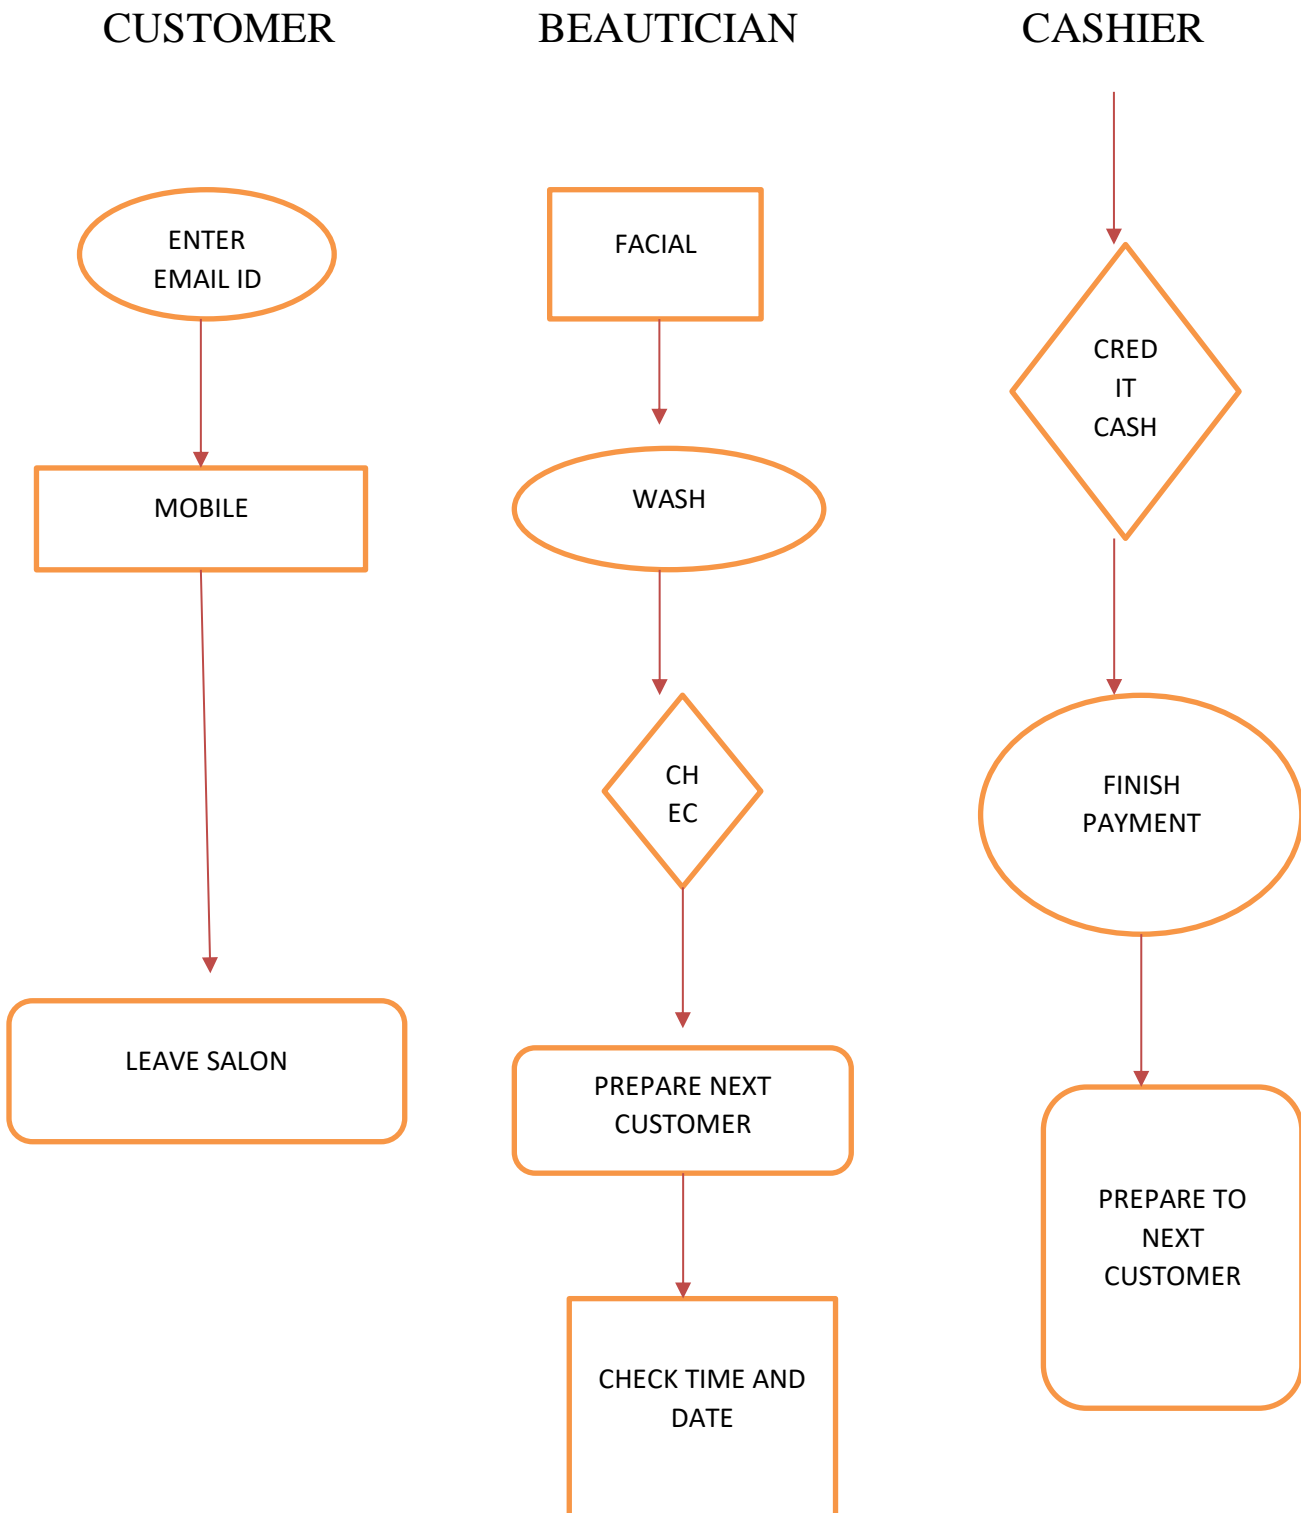 CUSTOMER
BEAUTICIAN
CASHIER
ENTER
EMAIL ID
MOBILE
LEAVE SALON
FACIAL
WASH
CH
EC
PREPARE NEXT
CUSTOMER
CHECK TIME AND
DATE
CRED
IT
CASH
FINISH
PAYMENT
PREPARE TO
NEXT
CUSTOMER